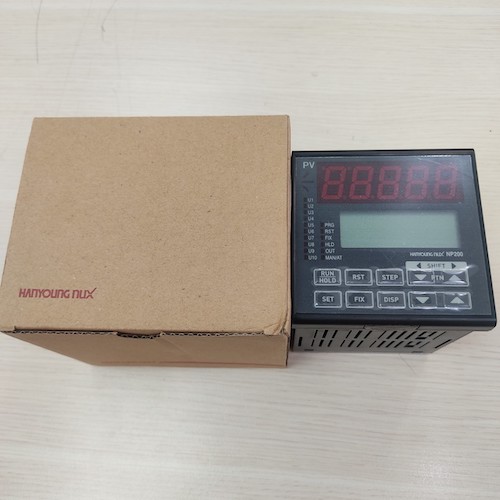 HANYOUNG NUX
PV
88888
U1
U2
U3
U4
U5 PRG
U6 RST
U7 FIX
U8 HLD
U9 OUT
U10 MAN/AT
HANYOUNG NUX NP200
SHIFT
RUN HOLD RST STEP PTN
SET FIX DISP